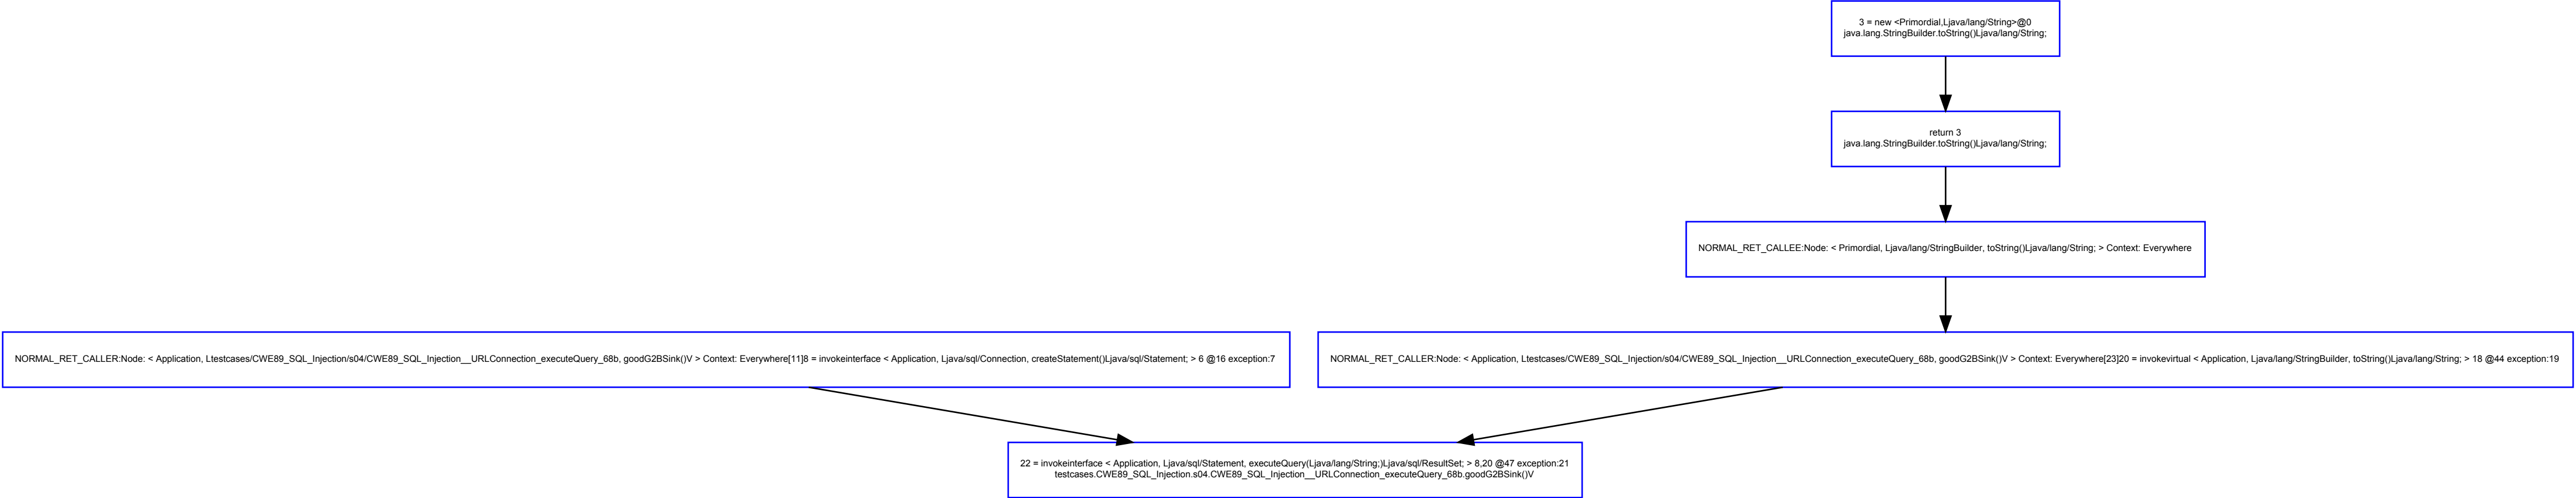 3 = new <Primordial,Ljava/lang/String>@0
java.lang.StringBuilder.toString()Ljava/lang/String;
return 3
java.lang.StringBuilder.toString()Ljava/lang/String;
NORMAL_RET_CALLEE:Node: < Primordial, Ljava/lang/StringBuilder, toString()Ljava/lang/String; > Context: Everywhere
NORMAL_RET_CALLER:Node: < Application, Ltestcases/CWE89_SQL_Injection/s04/CWE89_SQL_Injection__URLConnection_executeQuery_68b, goodG2BSink()V > Context: Everywhere[11]8 = invokeinterface < Application, Ljava/sql/Connection, createStatement()Ljava/sql/Statement; > 6 @16 exception:7
NORMAL_RET_CALLER:Node: < Application, Ltestcases/CWE89_SQL_Injection/s04/CWE89_SQL_Injection__URLConnection_executeQuery_68b, goodG2BSink()V > Context: Everywhere[23]20 = invokevirtual < Application, Ljava/lang/StringBuilder, toString()Ljava/lang/String; > 18 @44 exception:19
22 = invokeinterface < Application, Ljava/sql/Statement, executeQuery(Ljava/lang/String;)Ljava/sql/ResultSet; > 8,20 @47 exception:21
testcases.CWE89_SQL_Injection.s04.CWE89_SQL_Injection__URLConnection_executeQuery_68b.goodG2BSink()V